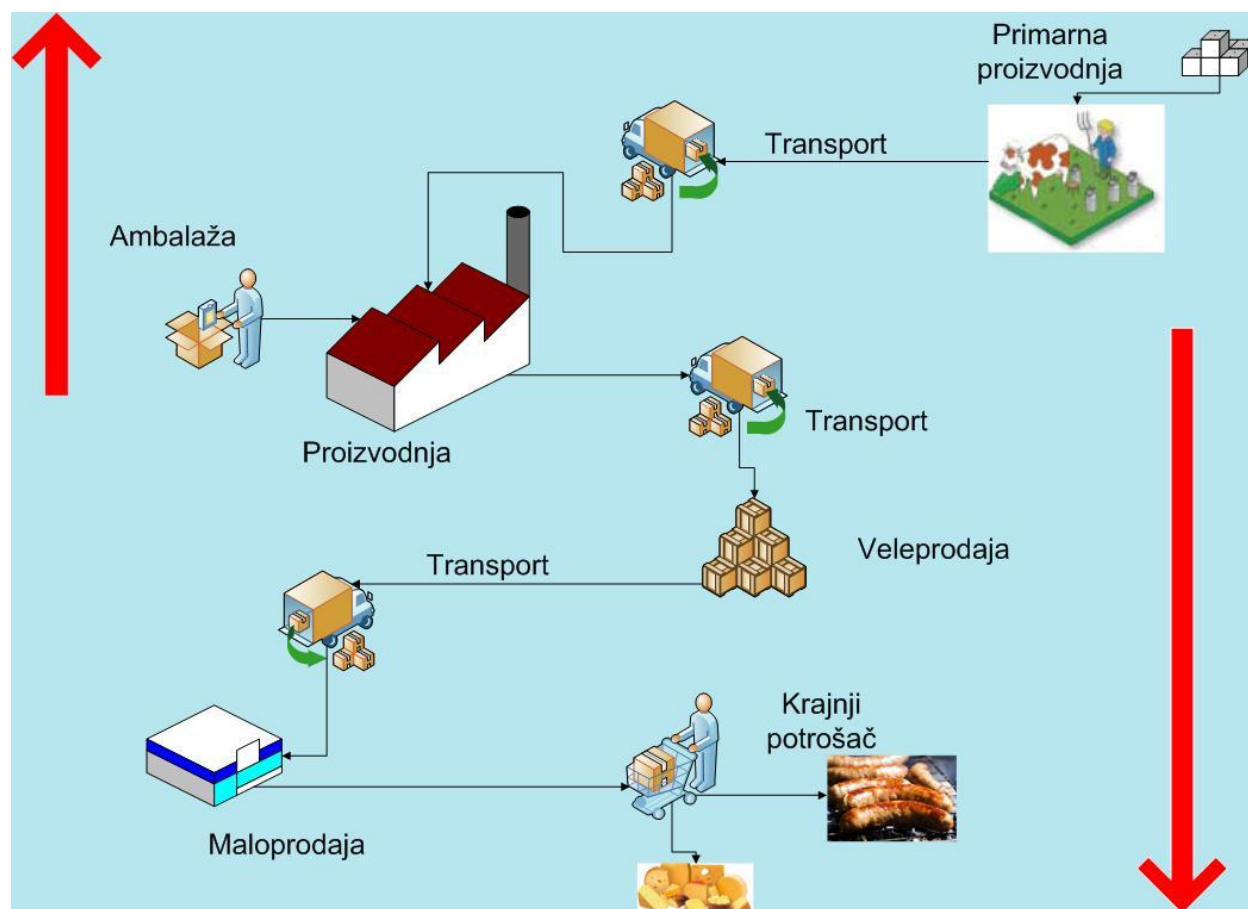 Primarna
proizvodnja
Transport
Ambalaža
Proizvodnja
Transport
Veleprodaja
Transport
Krajnji
potrošač
Maloprodaja